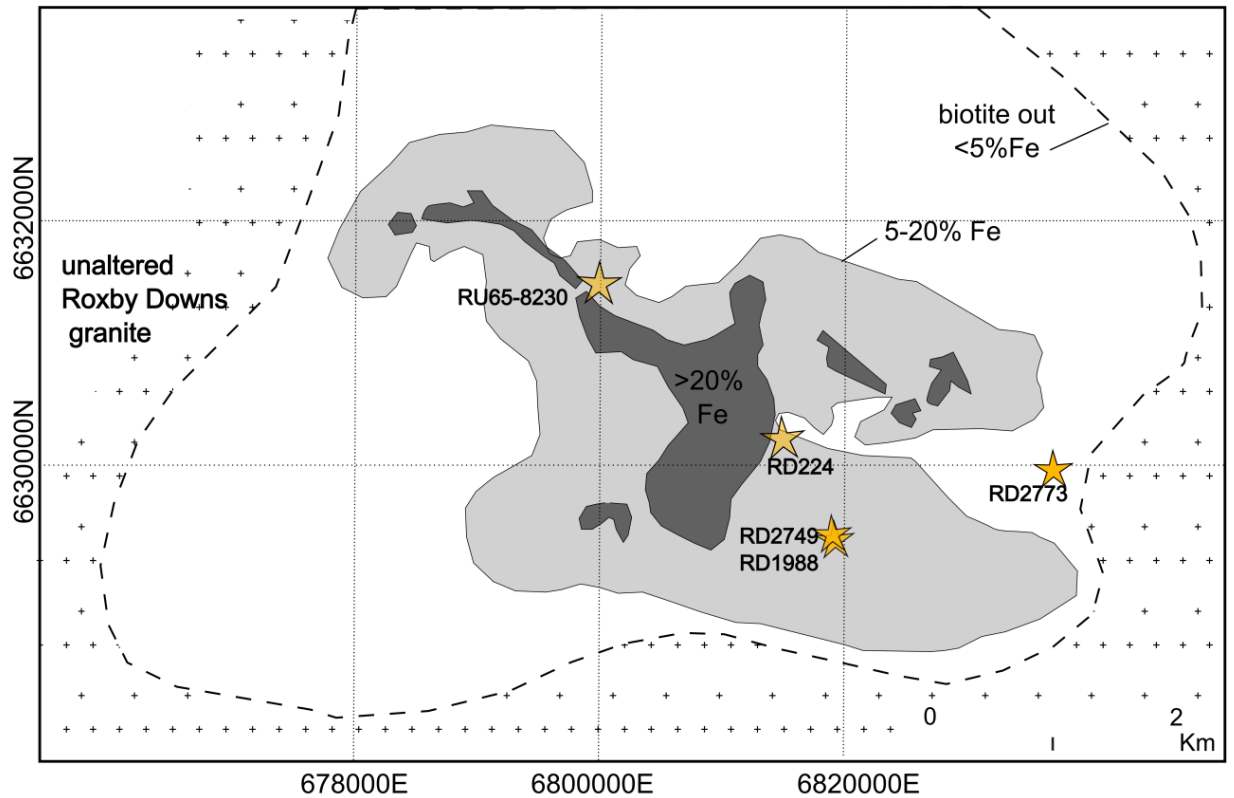 biotite out
<5%Fe
6632000N
5-20% Fe
unaltered
Roxby Downs
granite
RU65-8230
>20%
Fe
6630000N
RD224
RD2773
RD2749
RD1988
0 2
Km
678000E 6800000E 6820000E